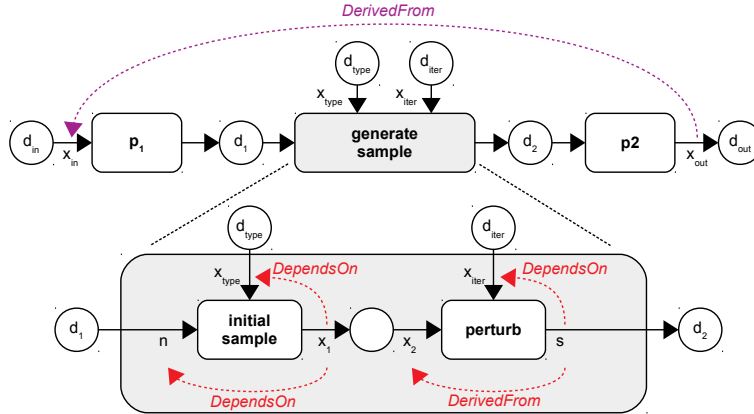 DerivedFrom
d_type
d_iter
x_type
x_iter
d_in
x_in
p_1
d_1
generate
sample
d_2
p2
x_out
d_out
d_type
d_iter
x_type
DependsOn
x_iter
DependsOn
d_1
n
initial
sample
x_1
x_2
perturb
s
d_2
DependsOn
DerivedFrom